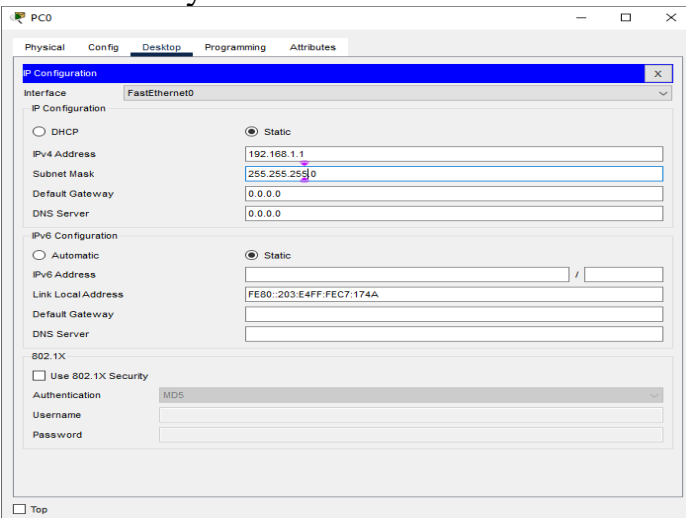 PC0
Physical Config Desktop Programming Attributes
IP Configuration X
Interface FastEthernet0
IP Configuration
DHCP Static
IPv4 Address 192.168.1.1
Subnet Mask 255.255.255.0
Default Gateway 0.0.0.0
DNS Server 0.0.0.0
IPv6 Configuration
Automatic Static
IPv6 Address /
Link Local Address FE80::203:E4FF:FEC7:174A
Default Gateway
DNS Server
802.1X
Use 802.1X Security
Authentication MD5
Username
Password
Top